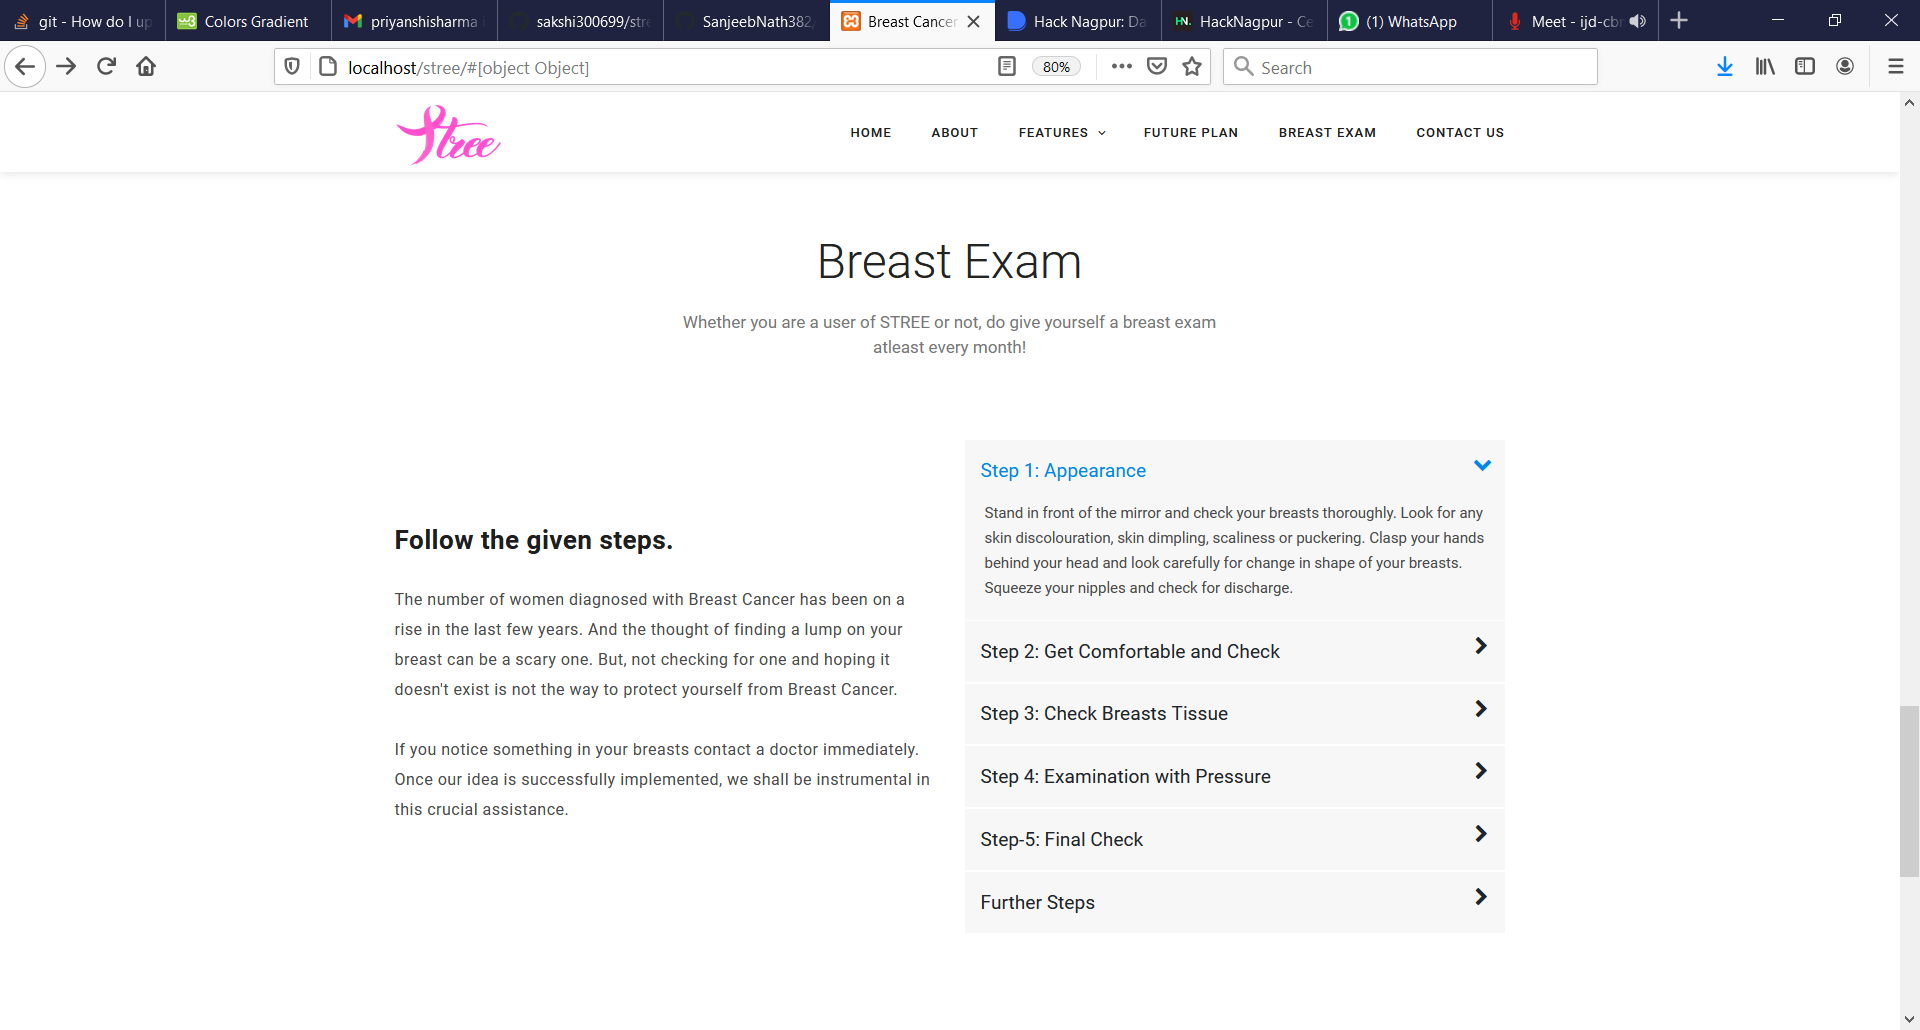 git - How do I up
Colors Gradient
priyanshisharma
sakshi300699/stre
SanjeebNath382/
Breast Cancer
Hack Nagpur: Da
HN. HackNagpur - Ce
1 (1) WhatsApp
Meet - ijd-cbr
localhost/stree/#[object Object]
80%
Search
Stree
HOME ABOUT FEATURES FUTURE PLAN BREAST EXAM CONTACT US
Breast Exam
Whether you are a user of STREE or not, do give yourself a breast exam
atleast every month!
Follow the given steps.
The number of women diagnosed with Breast Cancer has been on a
rise in the last few years. And the thought of finding a lump on your
breast can be a scary one. But, not checking for one and hoping it
doesn't exist is not the way to protect yourself from Breast Cancer.
If you notice something in your breasts contact a doctor immediately.
Once our idea is successfully implemented, we shall be instrumental in
this crucial assistance.
Step 1: Appearance
Stand in front of the mirror and check your breasts thoroughly. Look for any
skin discolouration, skin dimpling, scaliness or puckering. Clasp your hands
behind your head and look carefully for change in shape of your breasts.
Squeeze your nipples and check for discharge.
Step 2: Get Comfortable and Check
Step 3: Check Breasts Tissue
Step 4: Examination with Pressure
Step-5: Final Check
Further Steps